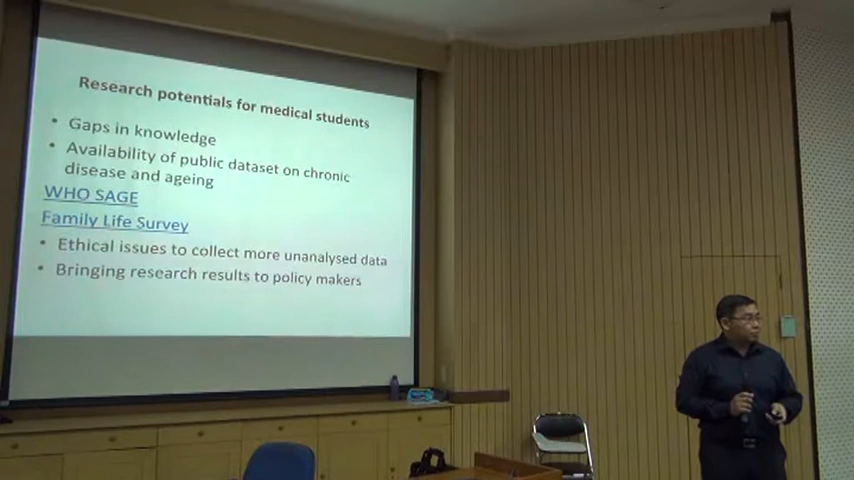 Research potentials for medical students
• Gaps in knowledge
• Availability of public dataset on chronic
disease and ageing
WHO SAGE
Family Life Survey
• Ethical issues to collect more unanalysed data
• Bringing research results to policy makers